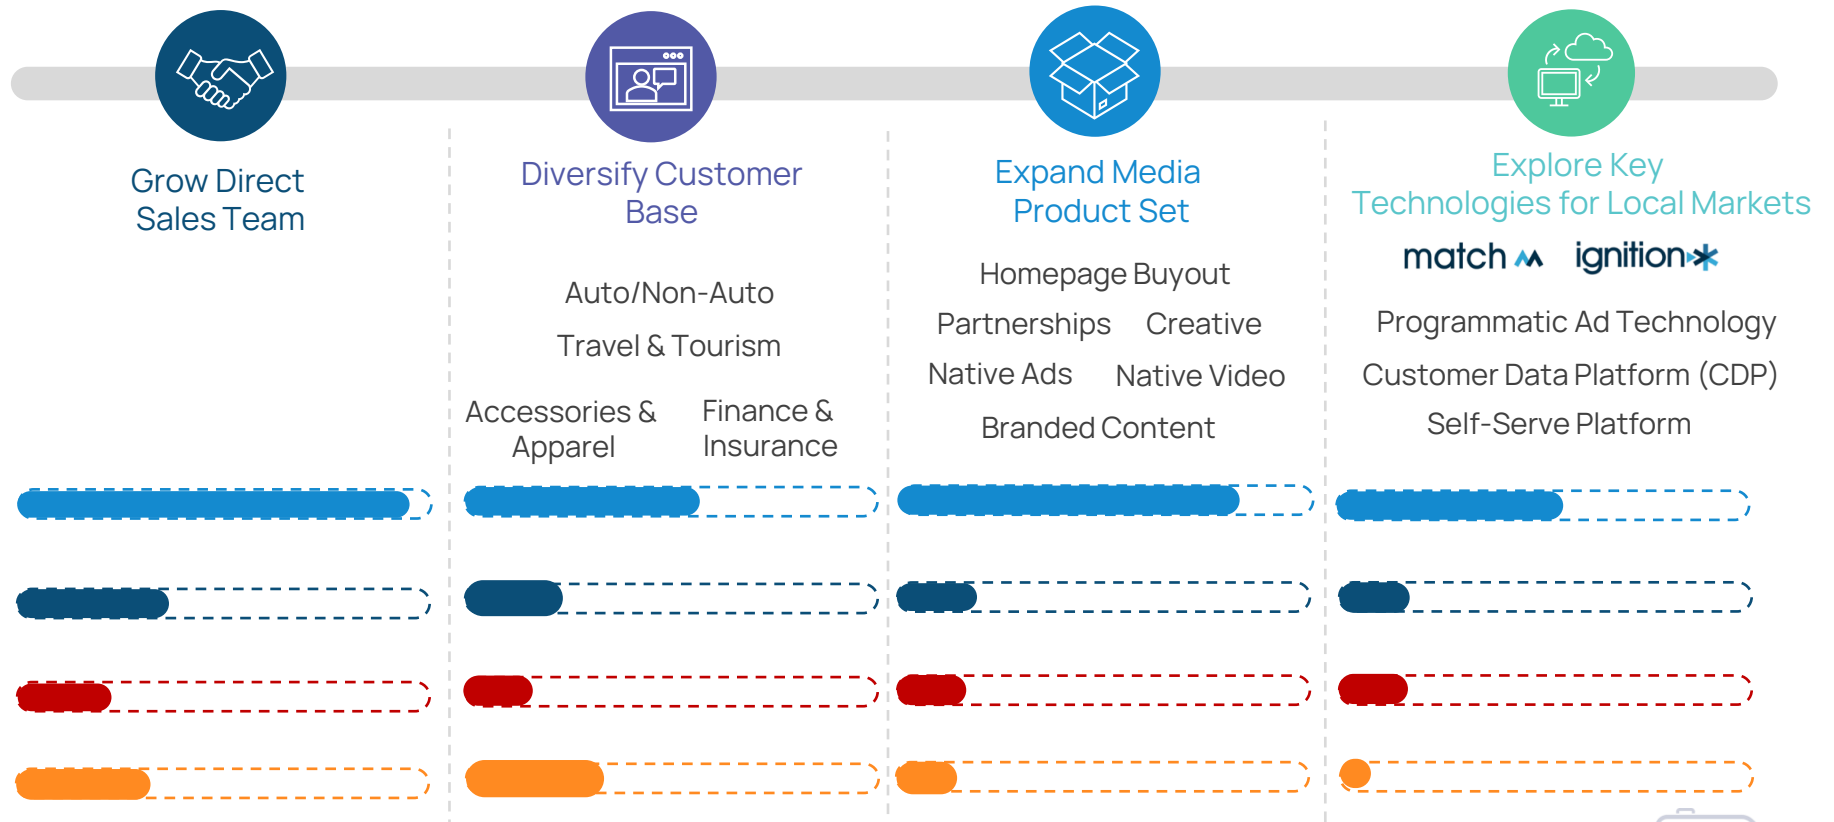 Grow Direct
Sales Team
Diversify Customer
Base
Auto/Non-Auto
Travel & Tourism
Accessories &
Apparel
Finance &
Insurance
Expand Media
Product Set
Homepage Buyout
Partnerships Creative
Native Ads Native Video
Branded Content
Explore Key
Technologies for Local Markets
match ignition
Programmatic Ad Technology
Customer Data Platform (CDP)
Self-Serve Platform